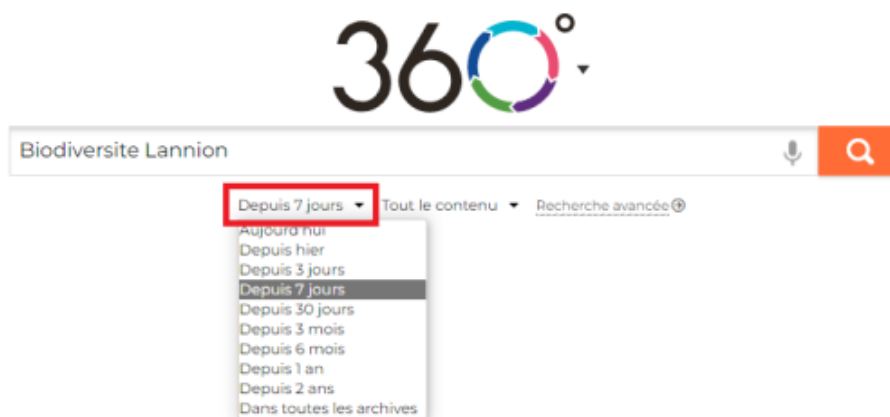 360°
Biodiversite Lannion
Depuis 7 jours Tout le contenu Recherche avancée
Aujourd'hui
Depuis hier
Depuis 3 jours
Depuis 7 jours
Depuis 30 jours
Depuis 3 mois
Depuis 6 mois
Depuis 1 an
Depuis 2 ans
Dans toutes les archives